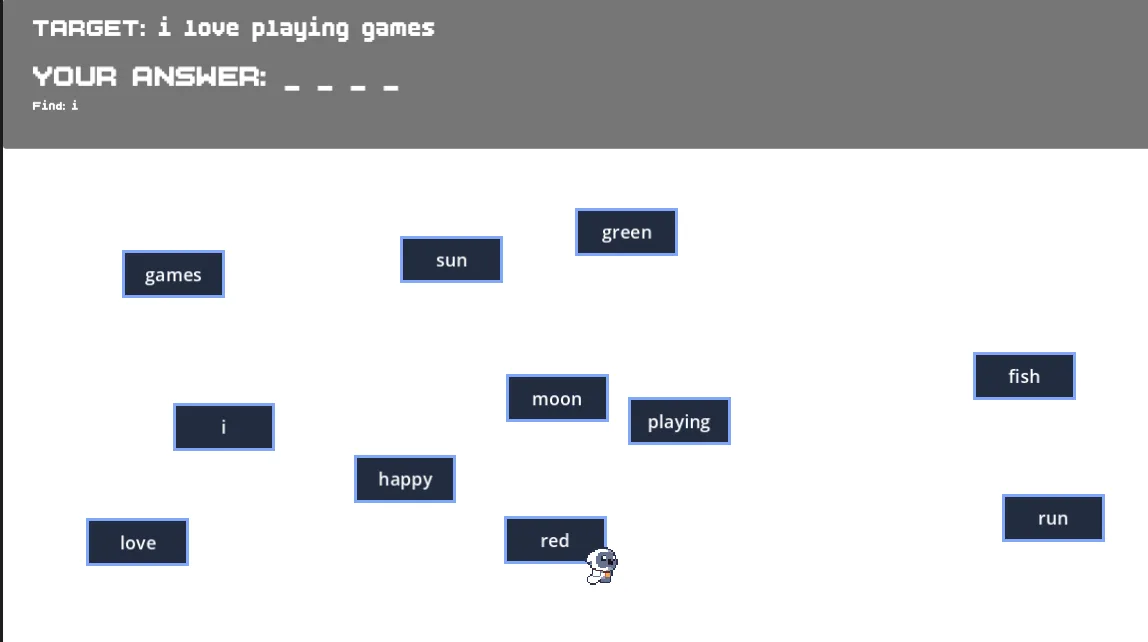 TARGET: i love playing games
YOUR ANSWER: _ _ _ _
Find: i
green
sun
games
fish
moon
playing
i
happy
run
red
love